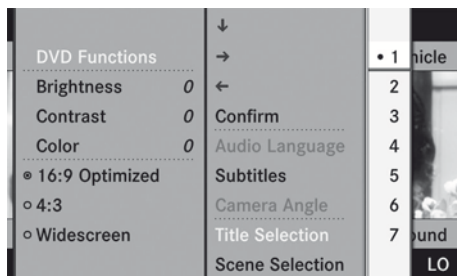 DVD Functions
Brightness 0
Contrast 0
Color 0
16:9 Optimized
4:3
Widescreen
↓
→
←
Confirm
Audio Language
Subtitles
Camera Angle
Title Selection
Scene Selection
• 1
2
3
4
5
6
7
hicle
ound
LO